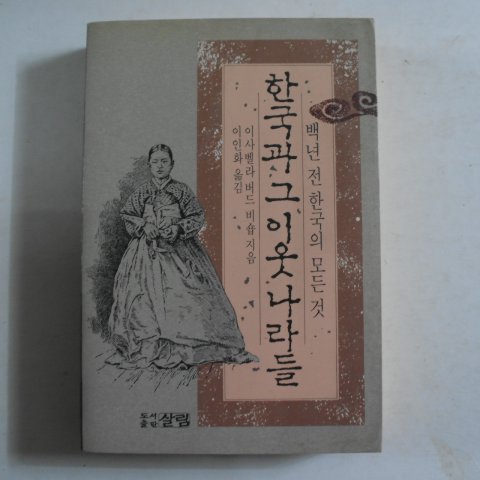 백년 전 한국의 모든 것
한국과 그 이웃나라들
이사벨라 버드 비숍 지음
이인화 옮김
도서출판 살림